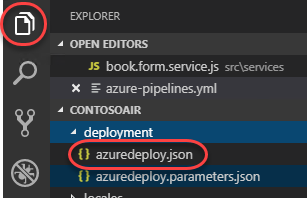 EXPLORER
OPEN EDITORS
JS book.form.service.js src\services
azure-pipelines.yml
CONTOSOAIR
deployment
{} azuredeploy.json
{} azuredeploy.parameters.json
locales